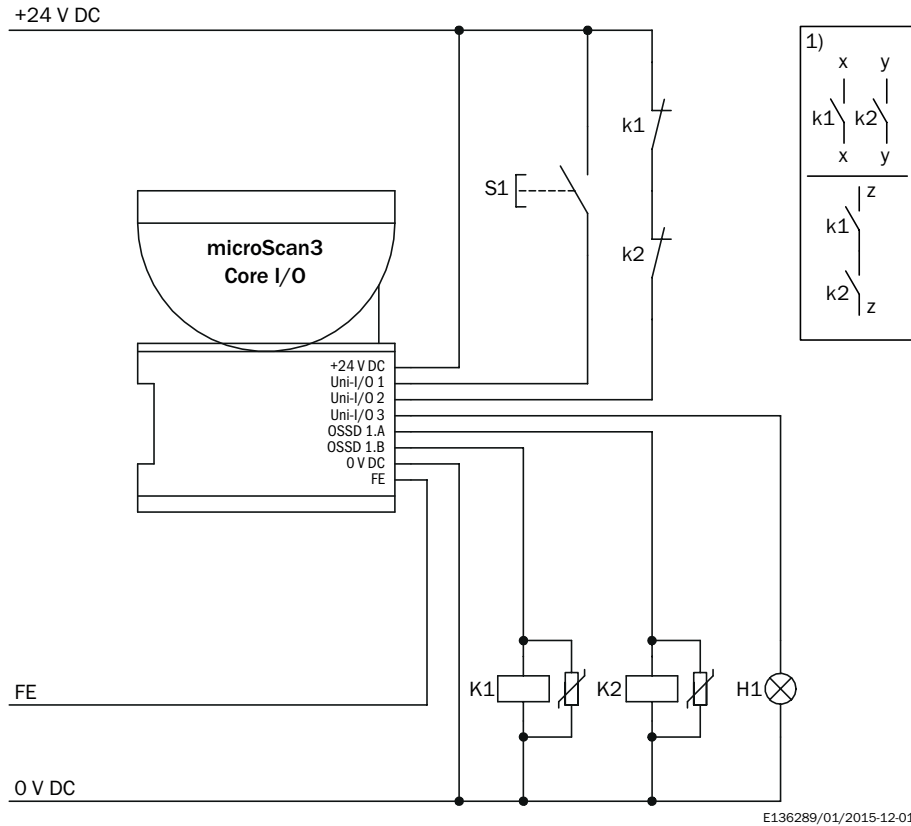 +24 V DC
1)
x y
k1 k2
x y
z
k1
k2
z
k1
S1
k2
microScan3
Core I/O
+24 V DC
Uni-I/O 1
Uni-I/O 2
Uni-I/O 3
OSSD 1.A
OSSD 1.B
0 V DC
FE
K1
K2
H1
FE
0 V DC
E136289/01/2015-12-01